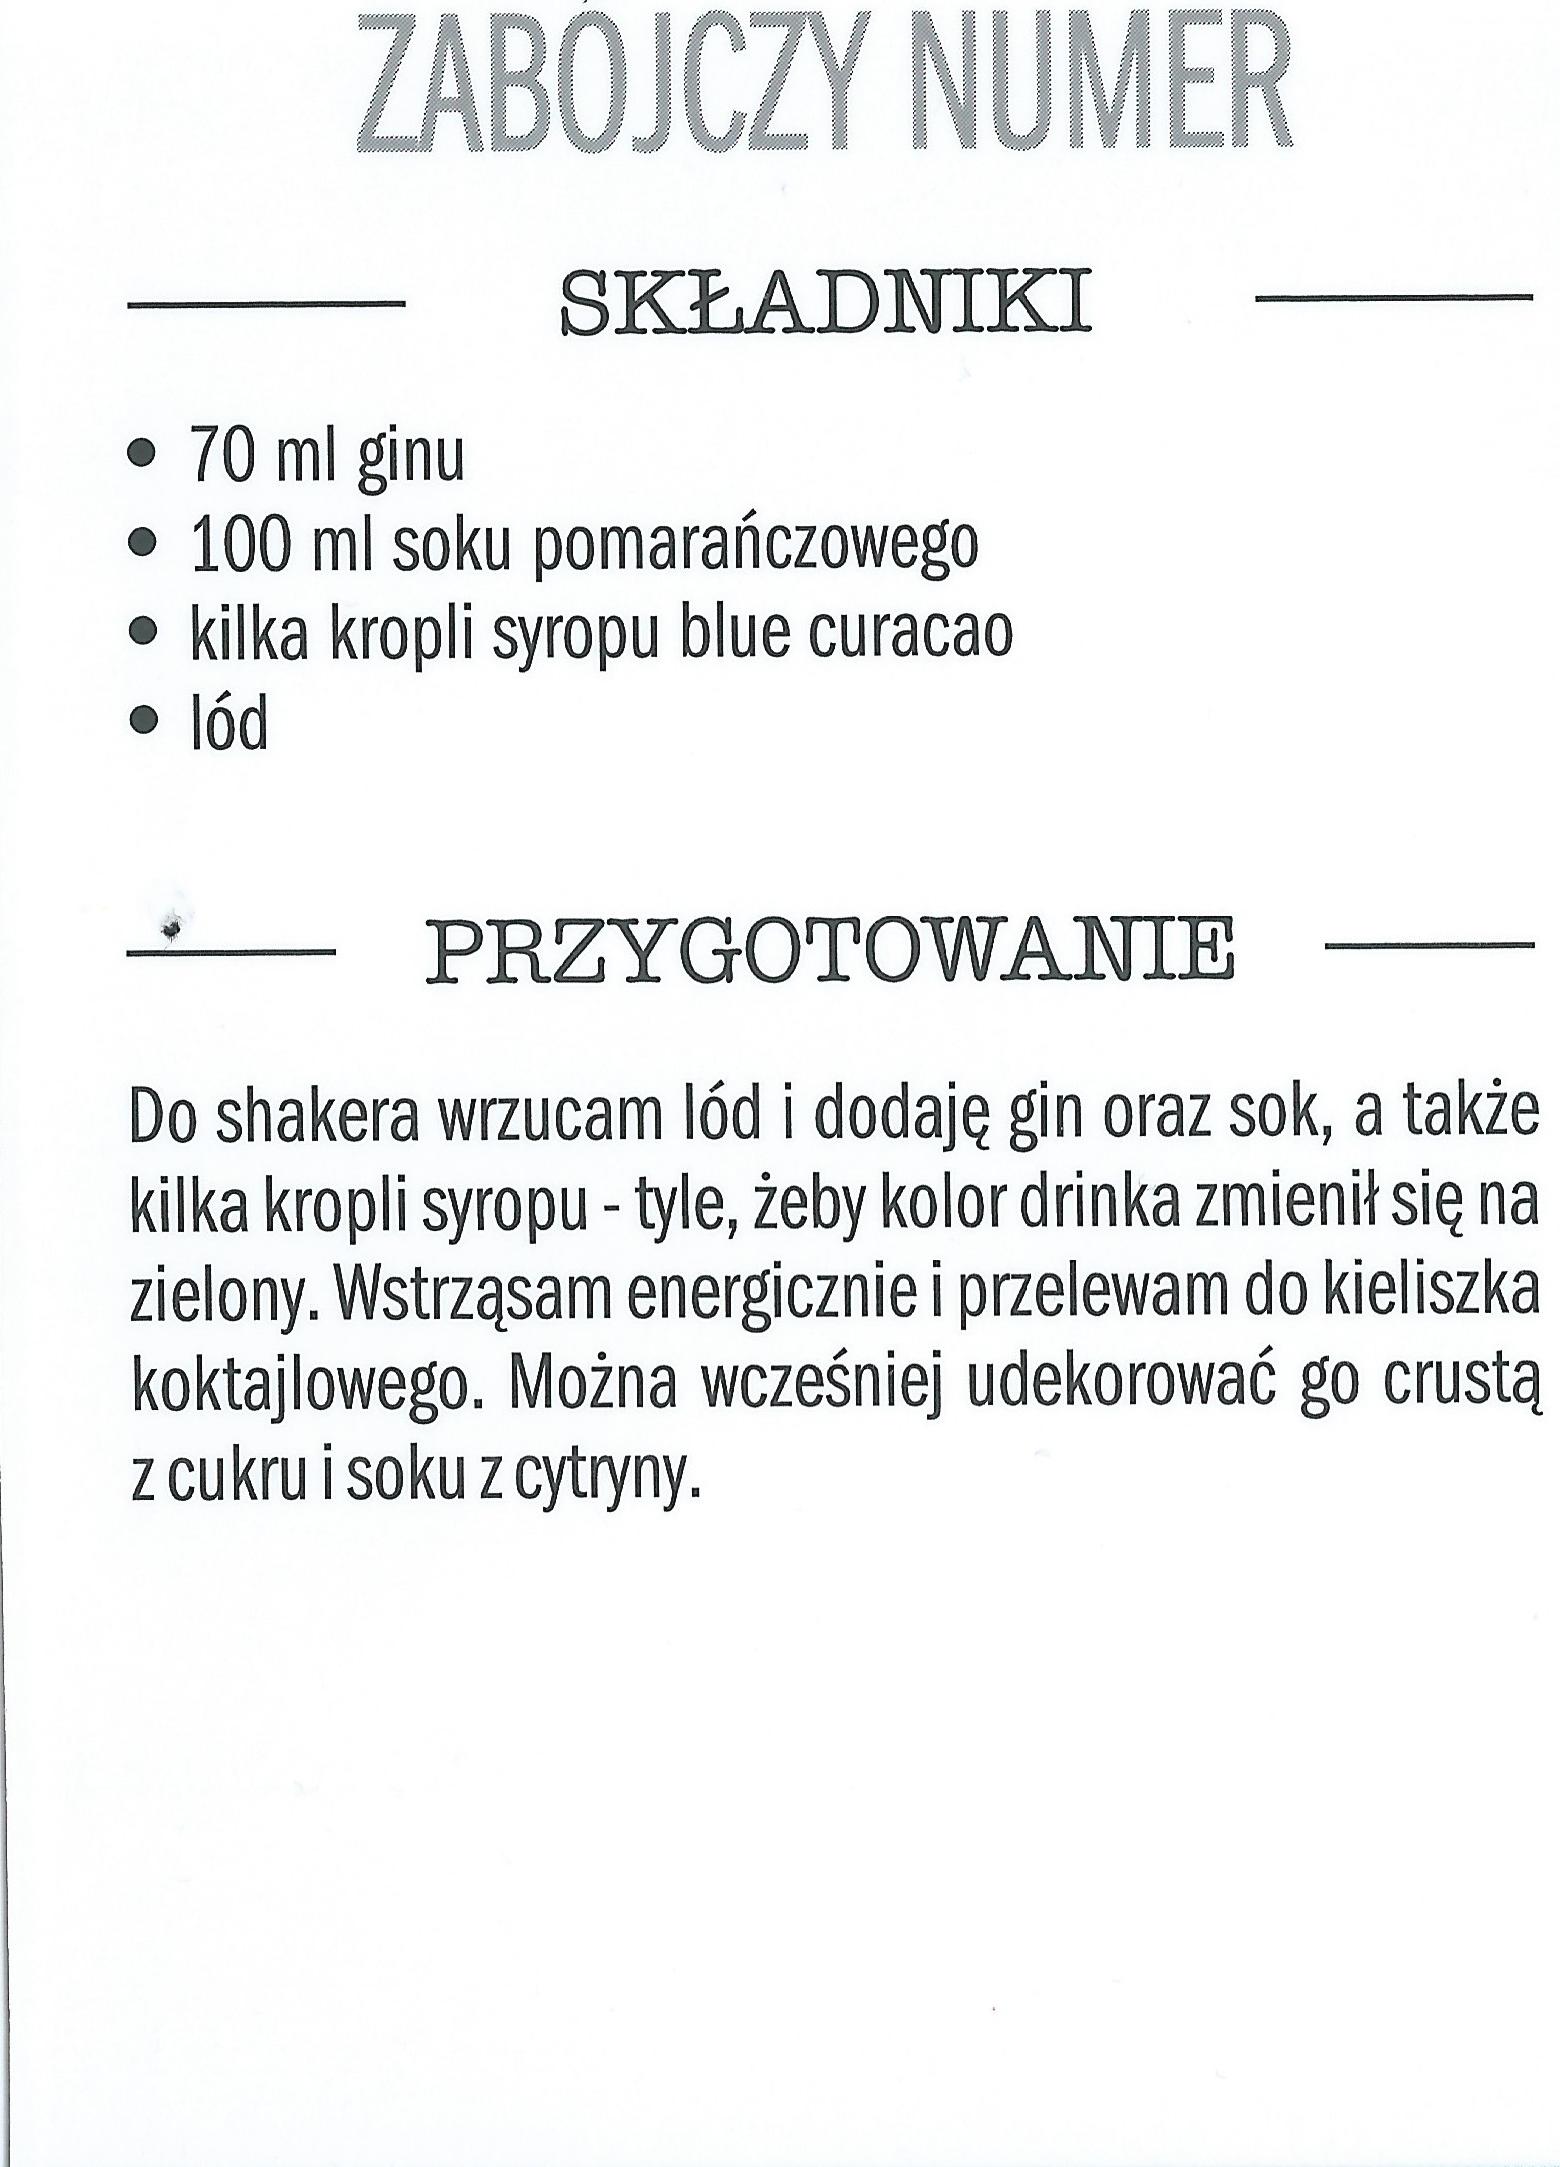 ZABÓJCZY NUMER
SKŁADNIKI
• 70 ml ginu
• 100 ml soku pomarańczowego
• kilka kropli syropu blue curacao
• lód
PRZYGOTOWANIE
Do shakera wrzucam lód i dodaję gin oraz sok, a także
kilka kropli syropu - tyle, żeby kolor drinka zmienił się na
zielony. Wstrząsam energicznie i przelewam do kieliszka
koktajlowego. Można wcześniej udekorować go crustą
z cukru i soku z cytryny.